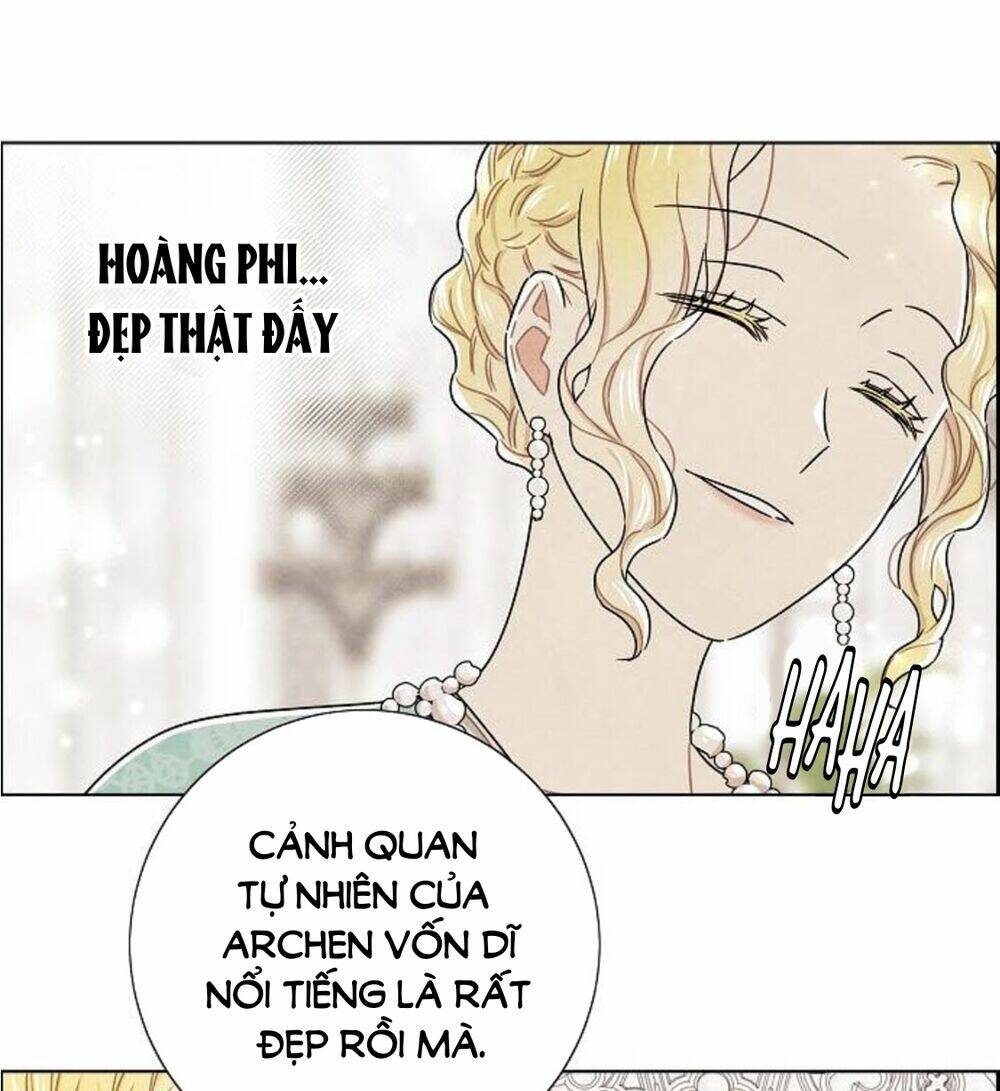 HOÀNG PHI...
ĐẸP THẬT ĐẤY
HAHA
CẢNH QUAN
TỰ NHIÊN CỦA
ARCHEN VỐN DĨ
NỔI TIẾNG LÀ RẤT
ĐẸP RỒI MÀ.